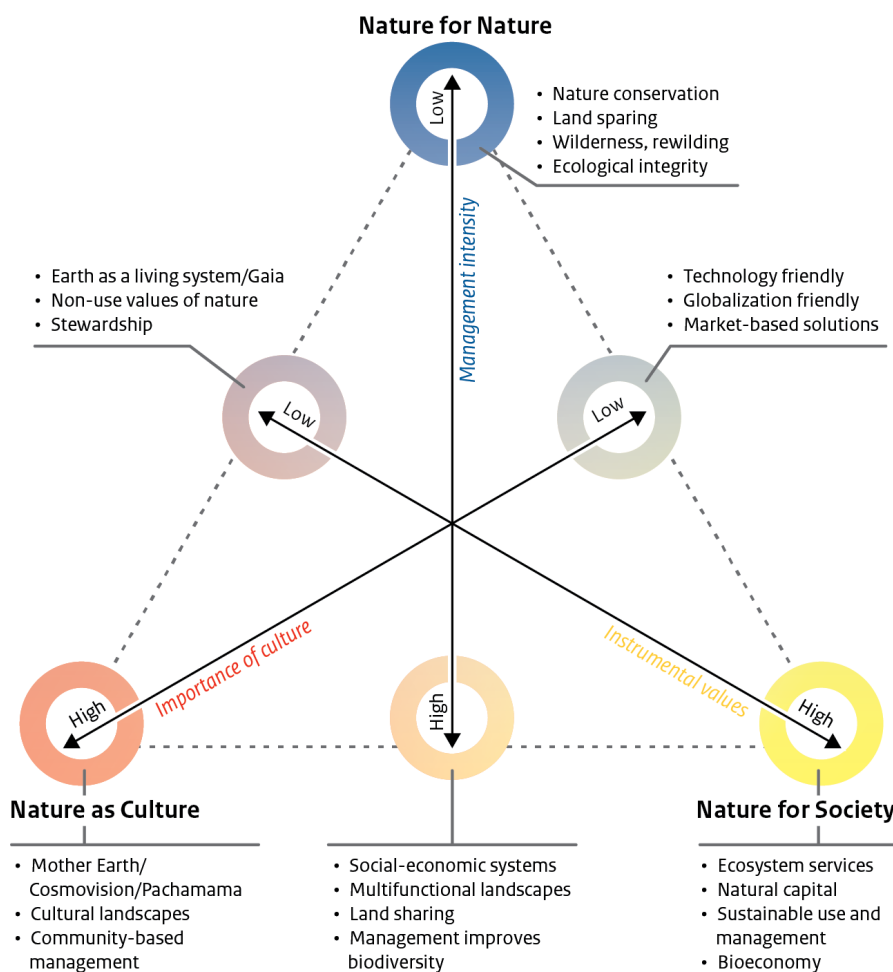 Nature for Nature
Low
• Nature conservation
• Land sparing
• Wilderness, rewilding
• Ecological integrity
Management intensity
• Earth as a living system/Gaia
• Non-use values of nature
• Stewardship
• Technology friendly
• Globalization friendly
• Market-based solutions
Low
Low
Importance of culture
Instrumental values
High
High
High
Nature as Culture
Nature for Society
• Mother Earth/
Cosmovision/Pachamama
• Cultural landscapes
• Community-based
management
• Social-economic systems
• Multifunctional landscapes
• Land sharing
• Management improves
biodiversity
• Ecosystem services
• Natural capital
• Sustainable use and
management
• Bioeconomy